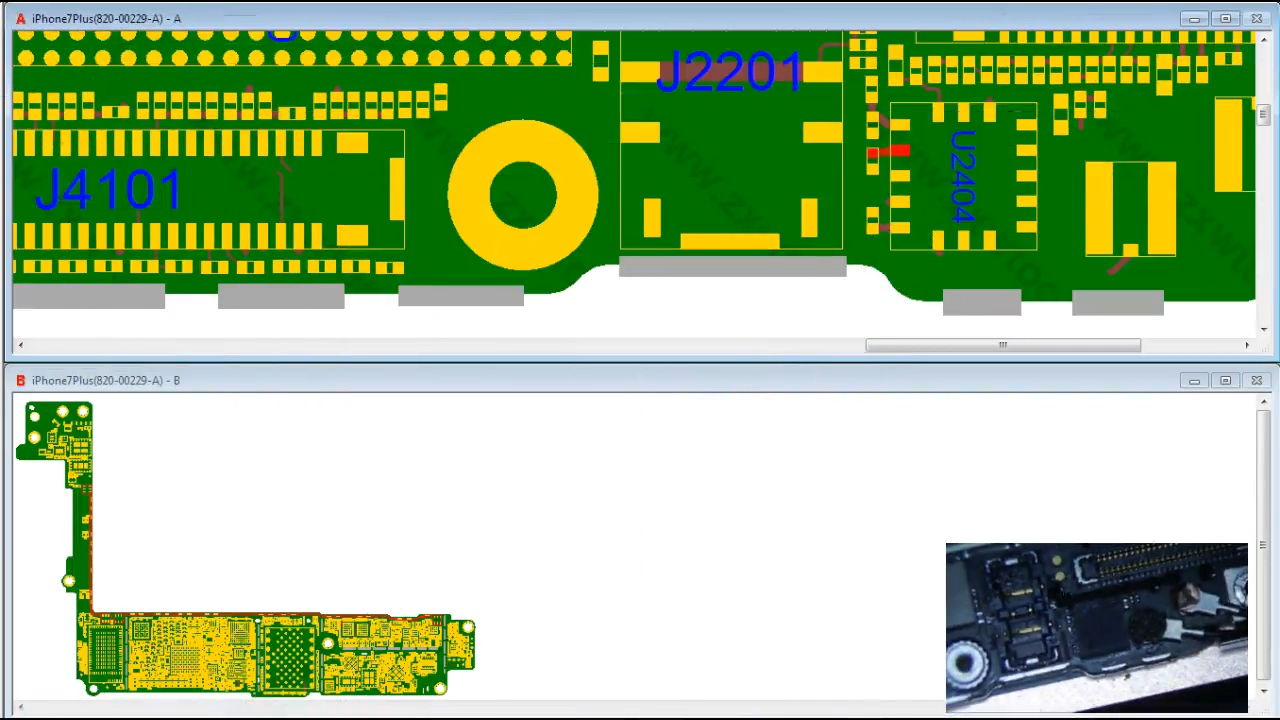 A iPhone7Plus(820-00229-A) - A
J2201
J4101
U2404
B iPhone7Plus(820-00229-A) - B